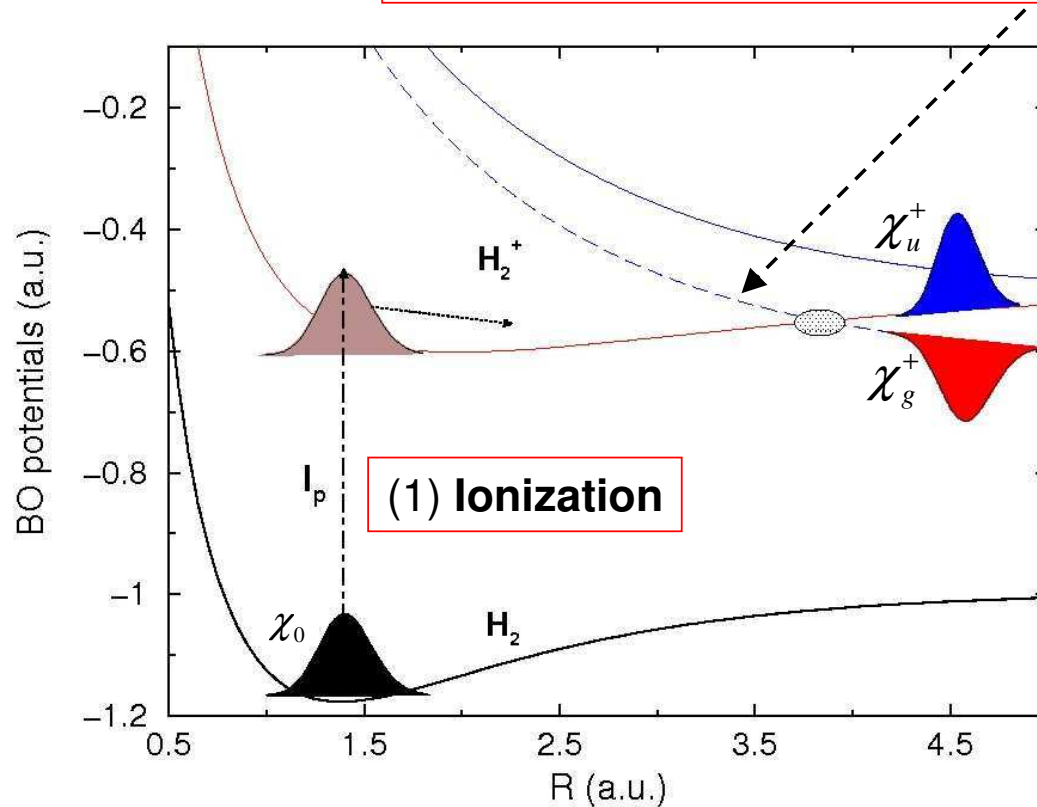 −0.2
−0.4
−0.6
−0.8
−1
−1.2
BO potentials (a.u.)
0.5
1.5
2.5
3.5
4.5
R (a.u.)
H₂⁺
χᵤ⁺
χ_g⁺
Iₚ
(1) Ionization
χ₀
H₂